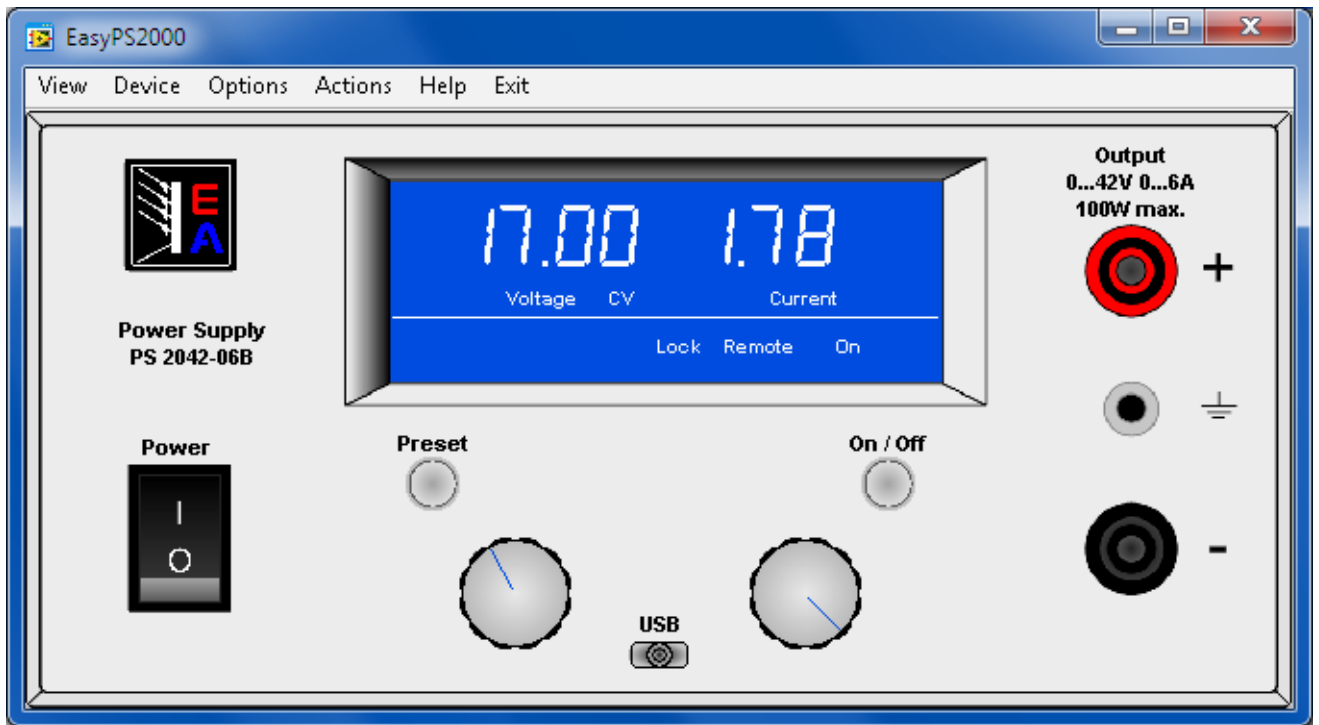 EasyPS2000
View Device Options Actions Help Exit
EA
Power Supply
PS 2042-06B
17.00 1.78
Voltage CV Current
Lock Remote On
Output
0...42V 0...6A
100W max.
+
Power
I
O
Preset
On / Off
USB
-